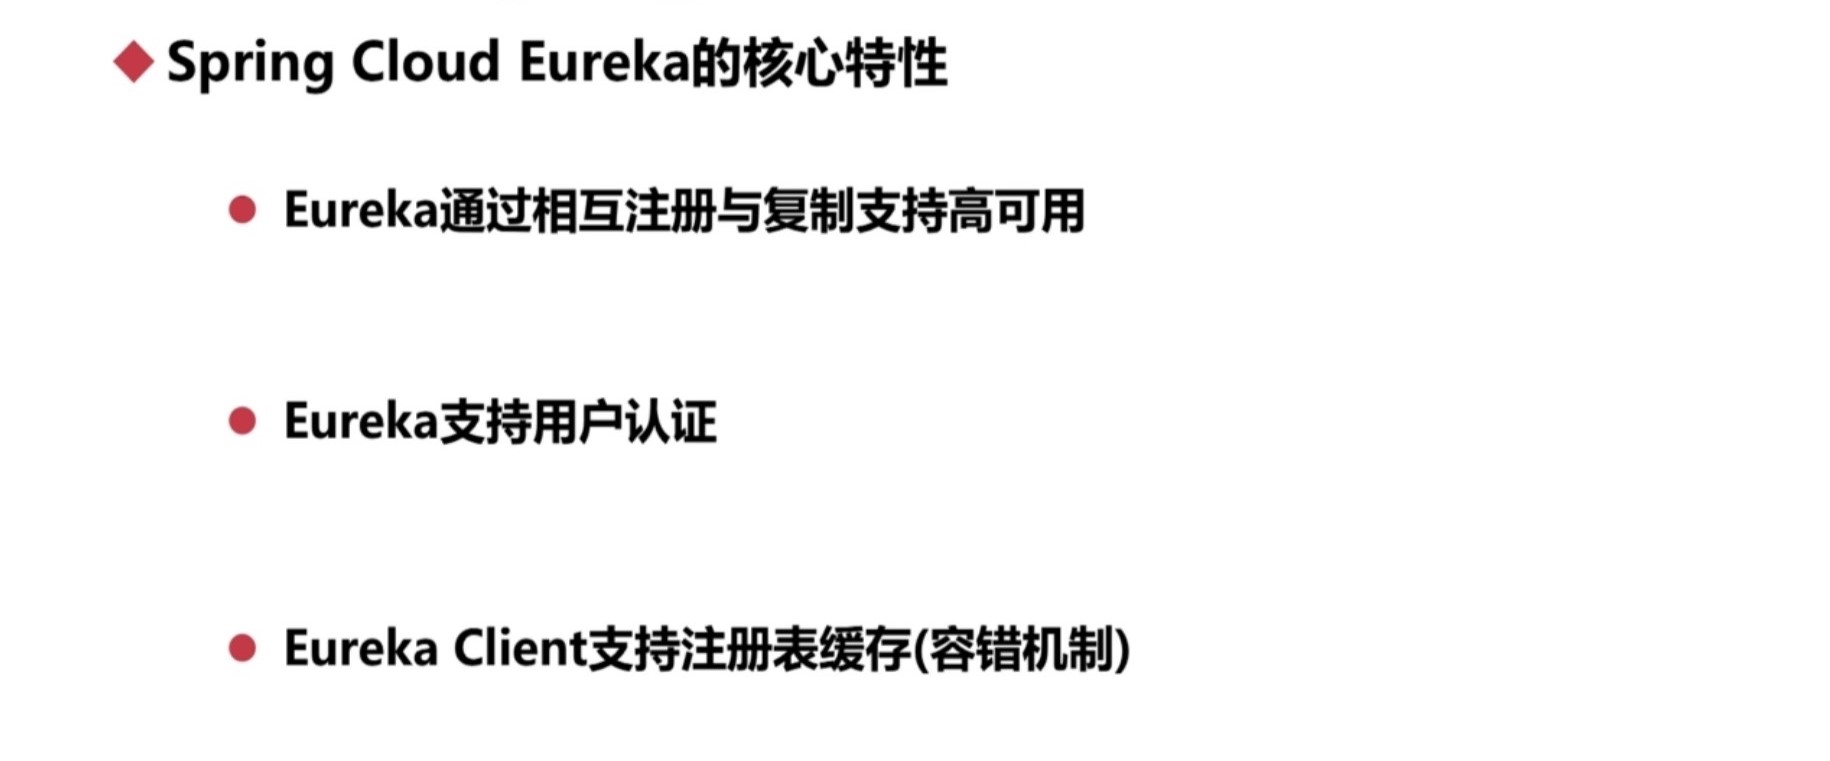 Spring Cloud Eureka的核心特性
Eureka通过相互注册与复制支持高可用
Eureka支持用户认证
Eureka Client支持注册表缓存(容错机制)